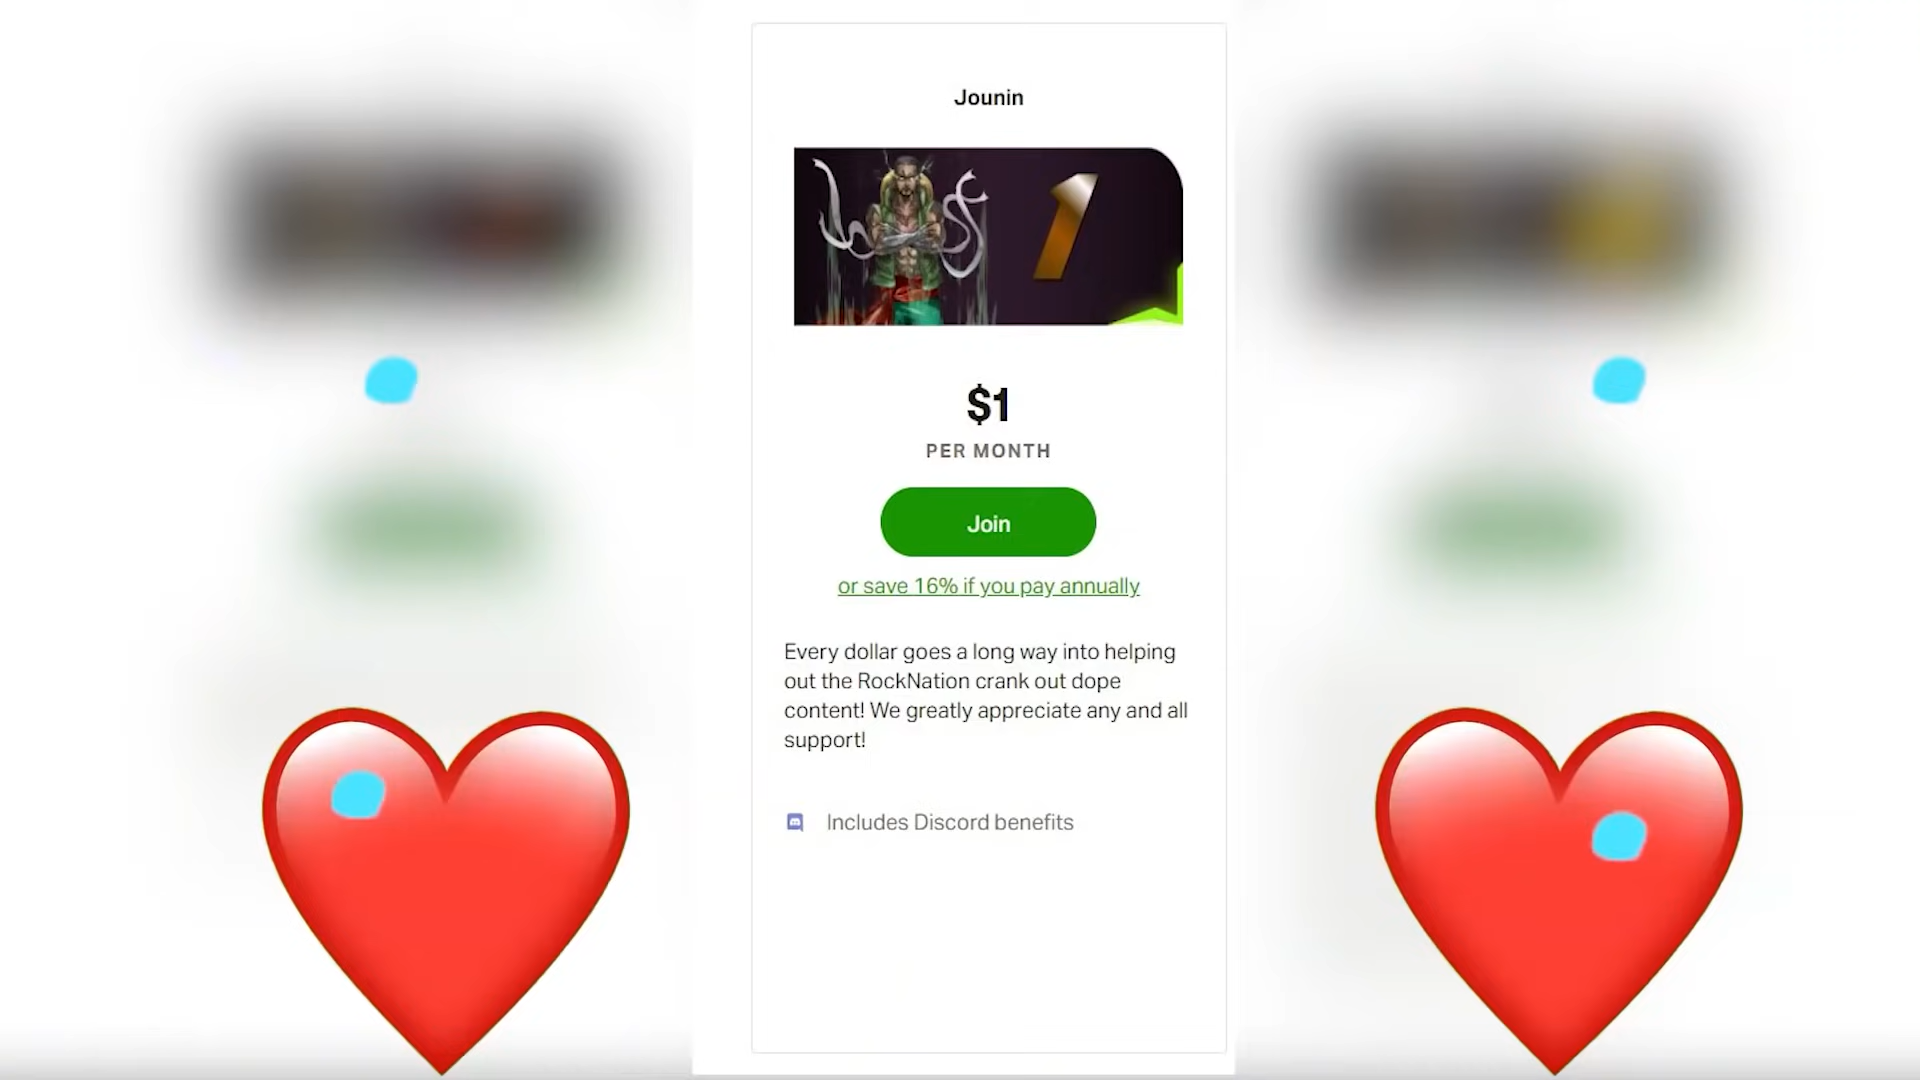 Jounin
1
$1
PER MONTH
Join
or save 16% if you pay annually
Every dollar goes a long way into helping
out the RockNation crank out dope
content! We greatly appreciate any and all
support!
Includes Discord benefits